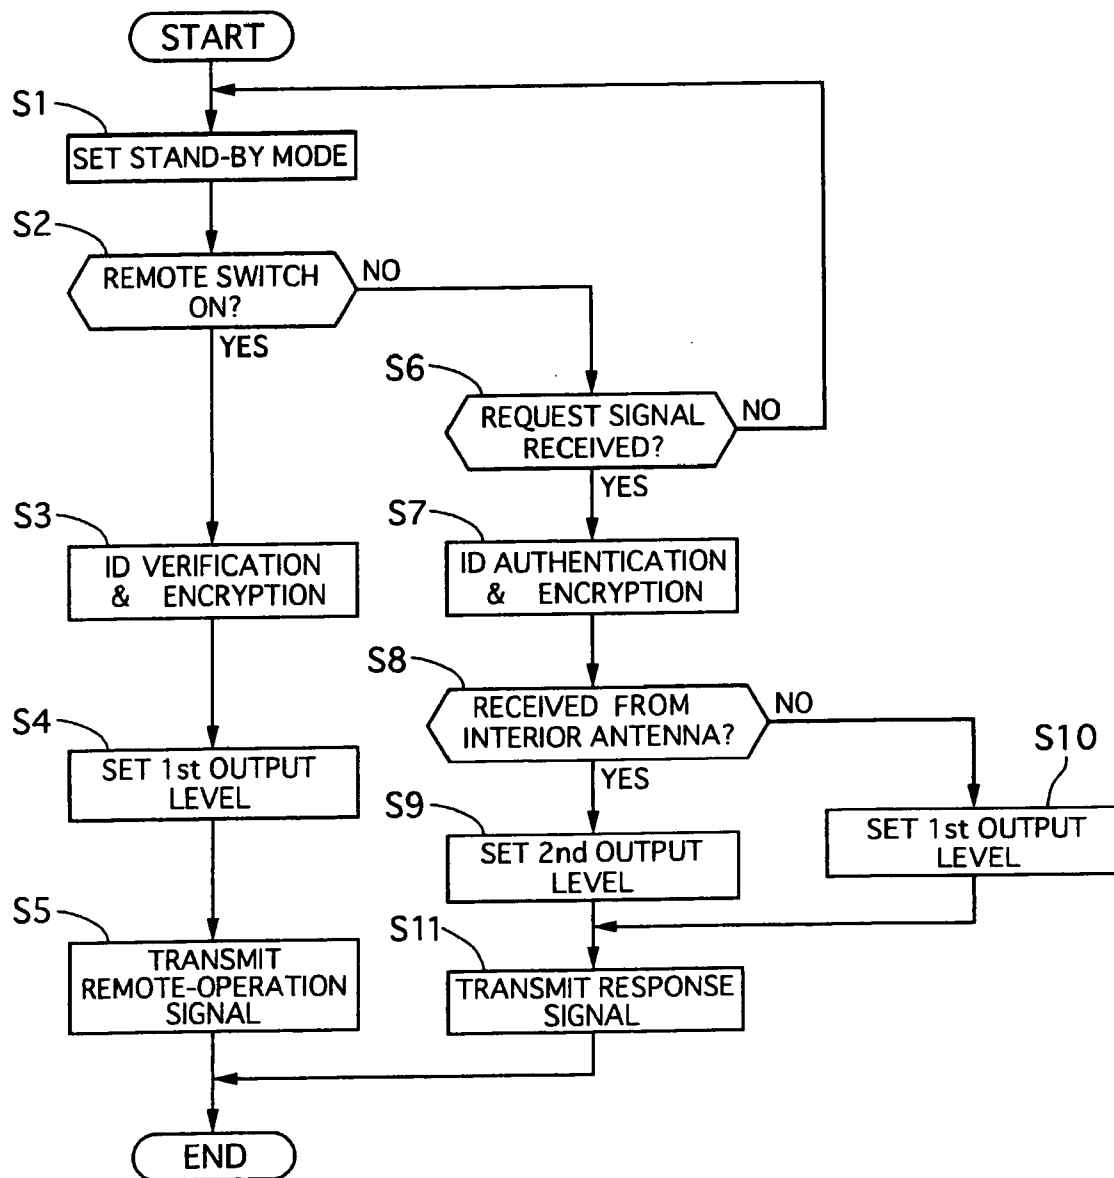 START
S1
SET STAND-BY MODE
S2
REMOTE SWITCH
ON?
NO
YES
S6
REQUEST SIGNAL
RECEIVED?
NO
YES
S3
ID VERIFICATION
& ENCRYPTION
S7
ID AUTHENTICATION
& ENCRYPTION
S8
RECEIVED FROM
INTERIOR ANTENNA?
NO
YES
S4
SET 1st OUTPUT
LEVEL
S9
SET 2nd OUTPUT
LEVEL
S10
SET 1st OUTPUT
LEVEL
S5
TRANSMIT
REMOTE-OPERATION
SIGNAL
S11
TRANSMIT RESPONSE
SIGNAL
END